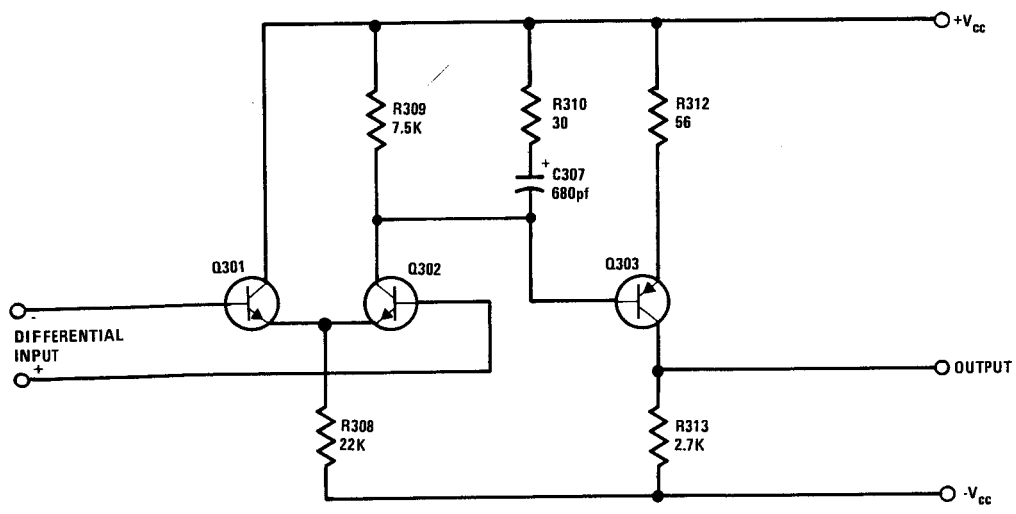 +Vcc
R309
7.5K
R310
30
R312
56
+
C307
680pf
Q301
Q302
Q303
-
DIFFERENTIAL
INPUT
+
OUTPUT
R308
22K
R313
2.7K
-Vcc